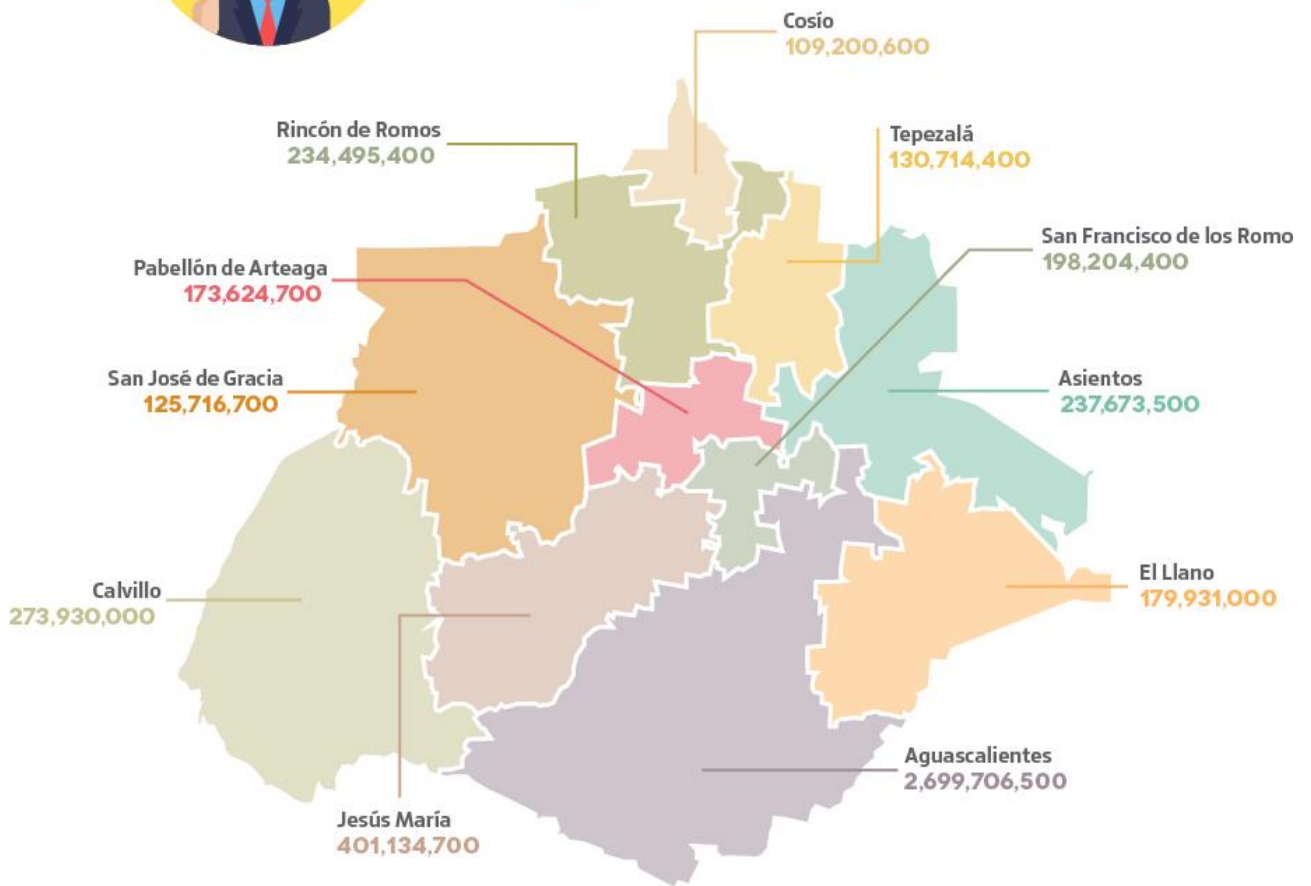 Cosío
109,200,600
Rincón de Romos
234,495,400
Tepezalá
130,714,400
San Francisco de los Romo
198,204,400
Pabellón de Arteaga
173,624,700
San José de Gracia
125,716,700
Asientos
237,673,500
Calvillo
273,930,000
El Llano
179,931,000
Aguascalientes
2,699,706,500
Jesús María
401,134,700